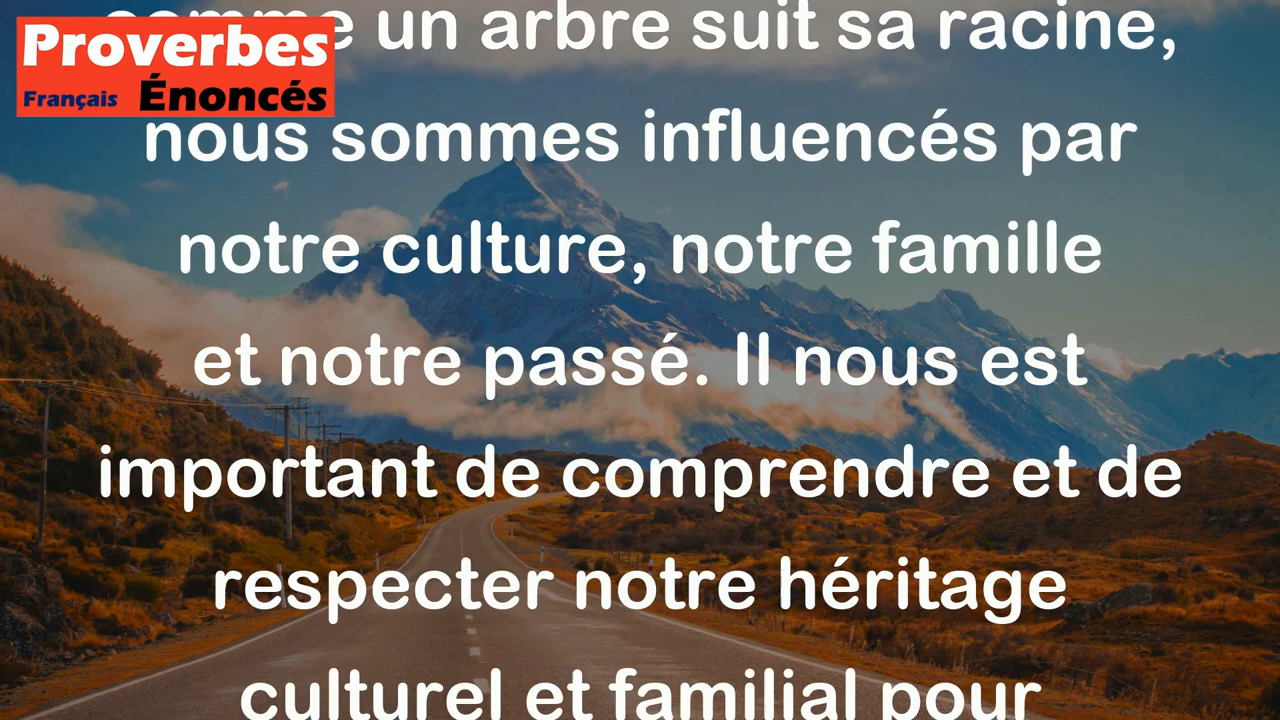 Proverbes
Français Énoncés
comme un arbre suit sa racine,
nous sommes influencés par
notre culture, notre famille
et notre passé. Il nous est
important de comprendre et de
respecter notre héritage
culturel et familial pour